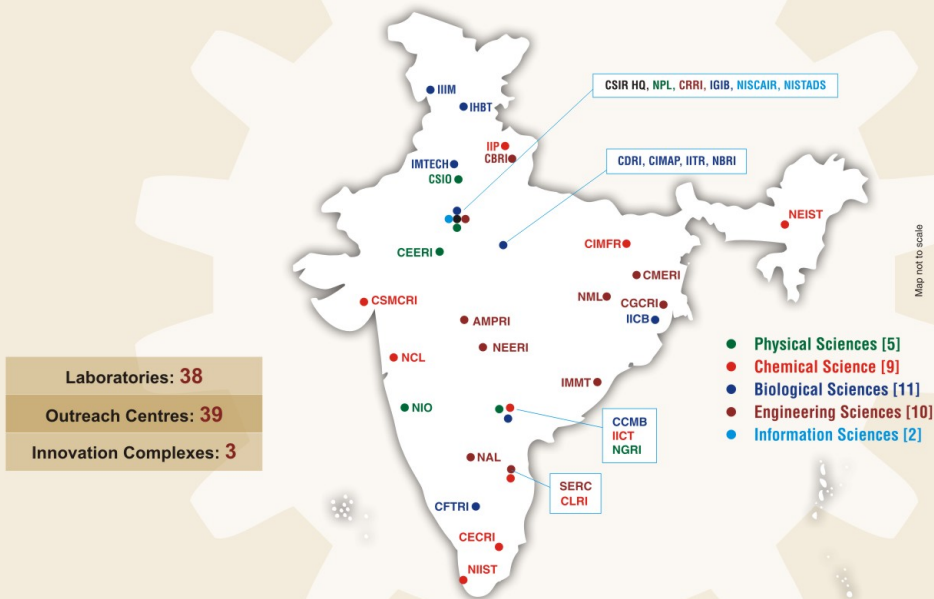 IIIM
IHBT
CSIR HQ, NPL, CRRI, IGIB, NISCAIR, NISTADS
IIP
CBRI
IMTECH
CSIO
CDRI, CIMAP, IITR, NBRI
NEIST
CEERI
CIMFR
CMERI
CSMCRI
NML
CGCRI
IICB
AMPRI
NEERI
NCL
IMMT
NIO
CCMB
IICT
NGRI
NAL
SERC
CLRI
CFTRI
CECRI
NIIST
Map not to scale
Physical Sciences [5]
Chemical Science [9]
Biological Sciences [11]
Engineering Sciences [10]
Information Sciences [2]
Laboratories: 38
Outreach Centres: 39
Innovation Complexes: 3